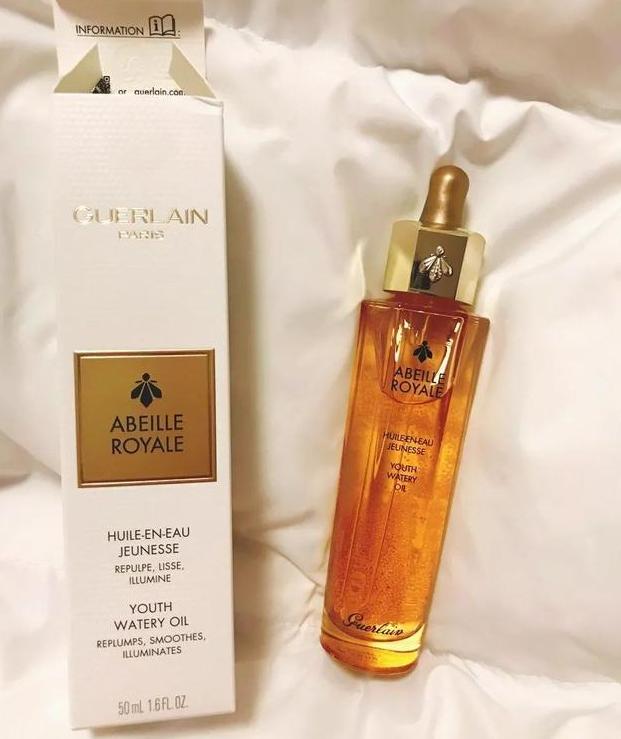 INFORMATION
or guerlain.com
GUERLAIN
PARIS
ABEILLE
ROYALE
HUILE-EN-EAU
JEUNESSE
REPULPE, LISSE,
ILLUMINE
YOUTH
WATERY OIL
REPLUMPS, SMOOTHES,
ILLUMINATES
50 mL 1.6 FL. OZ.
ABEILLE
ROYALE
HUILE-EN-EAU
JEUNESSE
YOUTH
WATERY
OIL
Guerlain